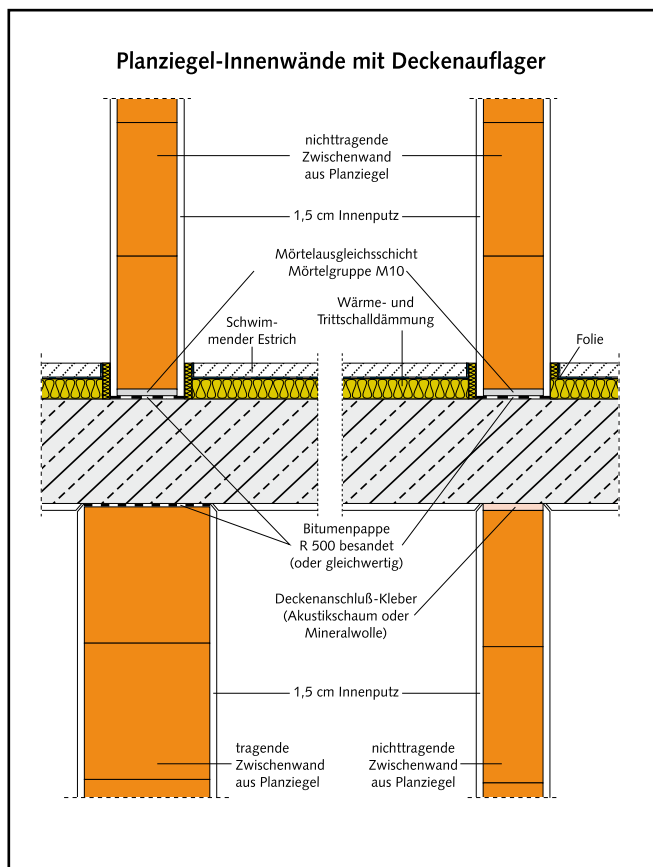 Planziegel-Innenwände mit Deckenauflager
nichttragende
Zwischenwand
aus Planziegel
1,5 cm Innenputz
Mörtelausgleichsschicht
Mörtelgruppe M10
Wärme- und
Trittschalldämmung
Schwim-
mender Estrich
Folie
Bitumenpappe
R 500 besandet
(oder gleichwertig)
Deckenanschluß-Kleber
(Akustikschaum oder
Mineralwolle)
1,5 cm Innenputz
tragende
Zwischenwand
aus Planziegel
nichttragende
Zwischenwand
aus Planziegel